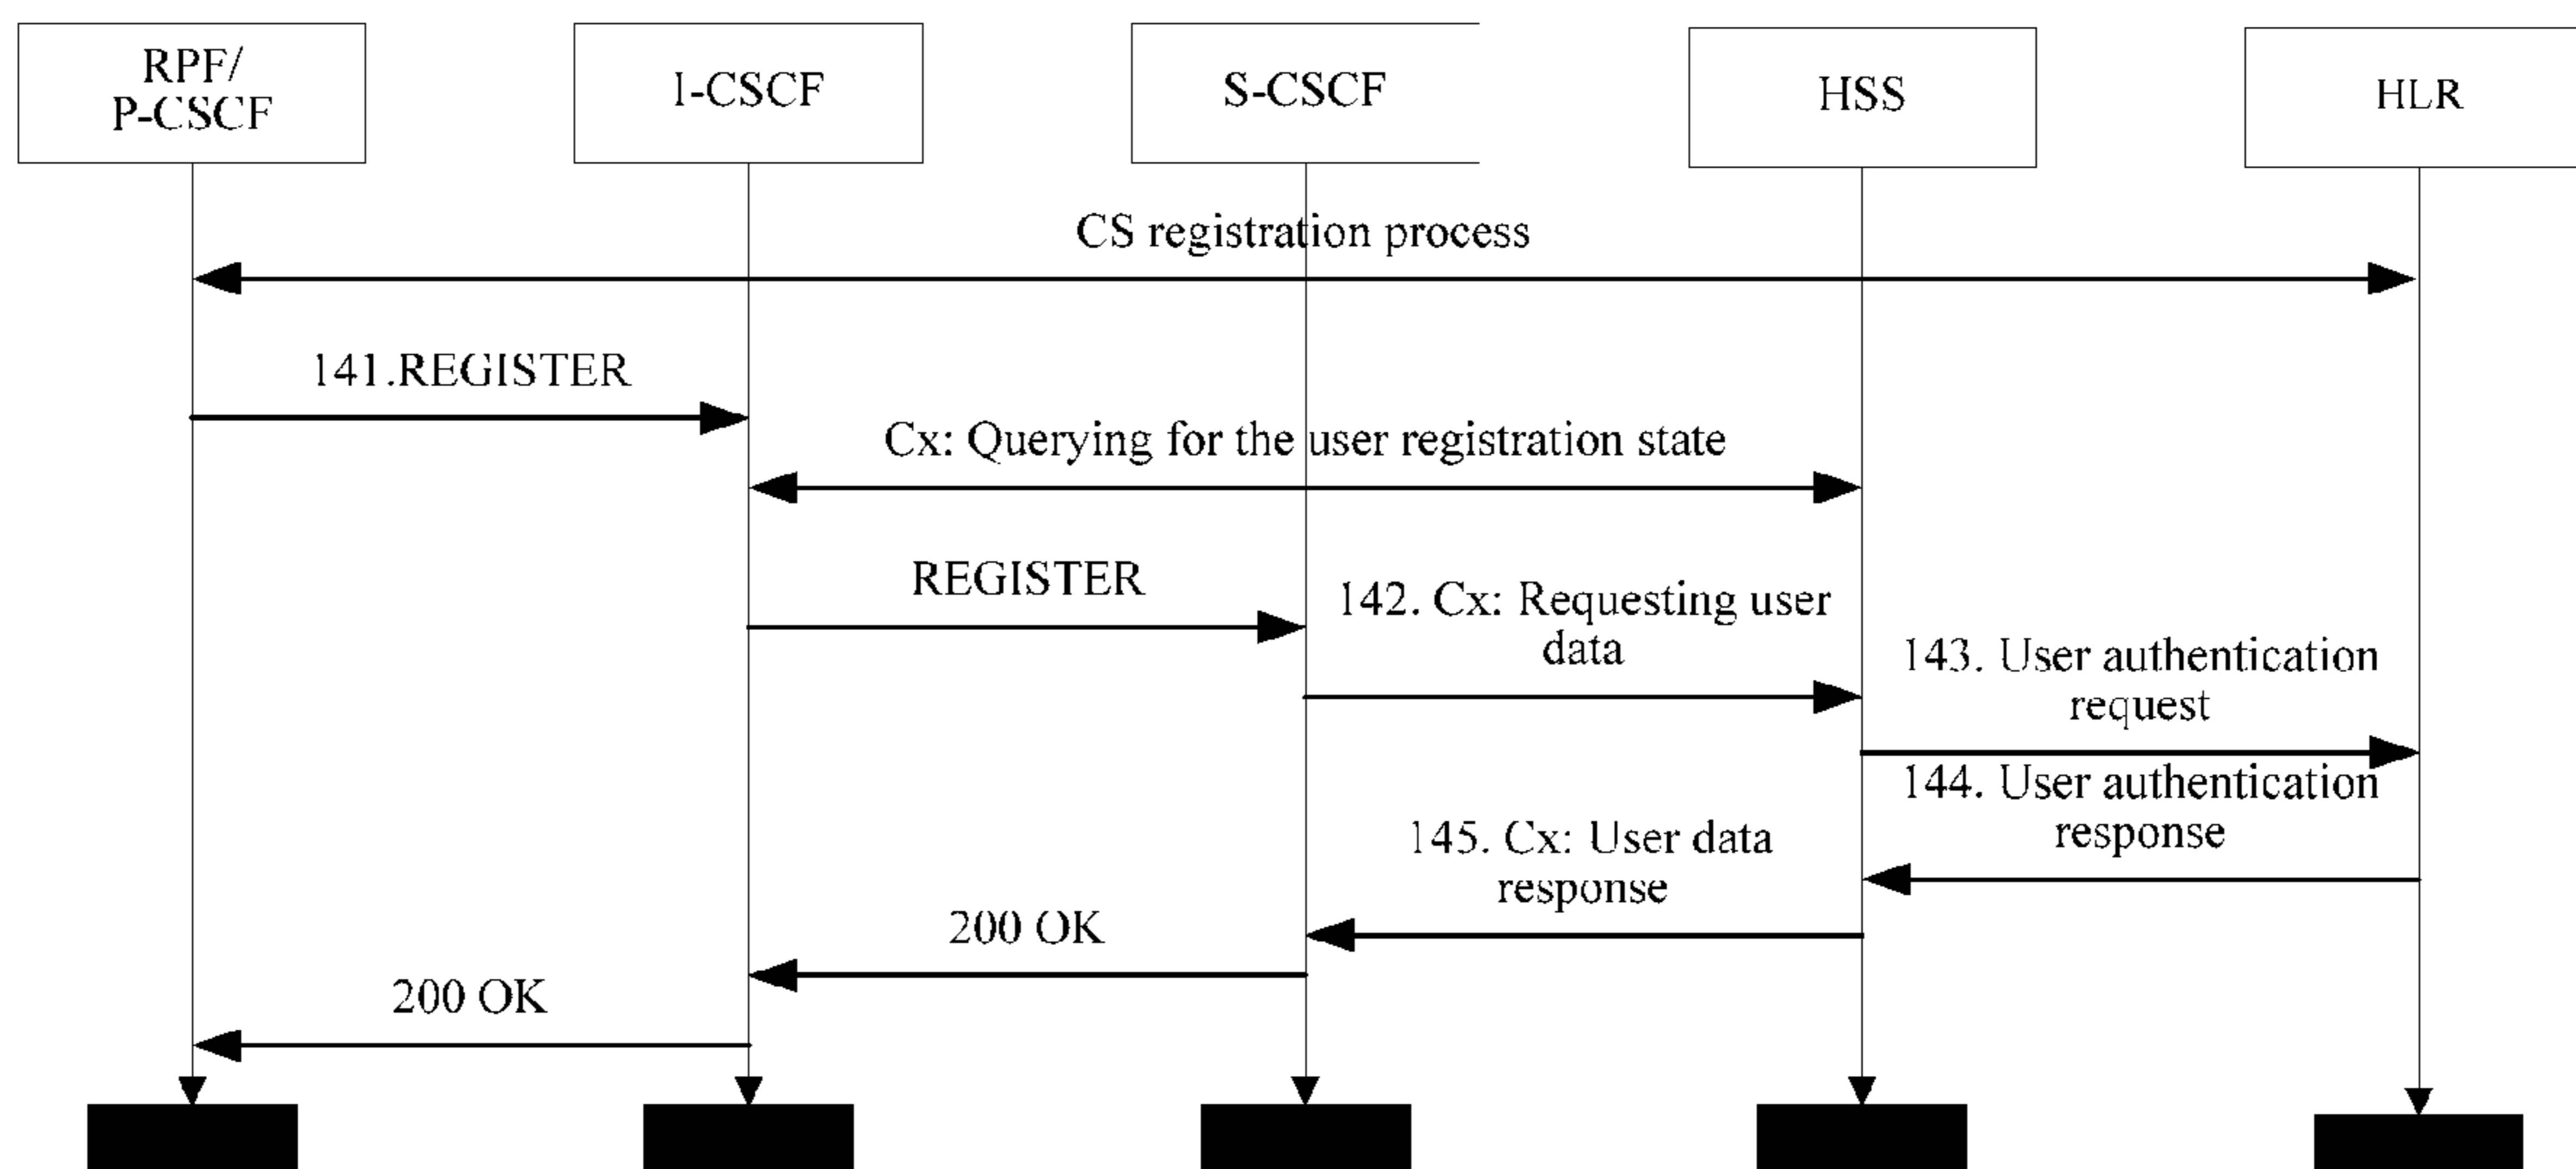 RPF/
P-CSCF
I-CSCF
S-CSCF
HSS
HLR
CS registration process
141.REGISTER
Cx: Querying for the user registration state
REGISTER
142. Cx: Requesting user
data
143. User authentication
request
144. User authentication
response
145. Cx: User data
response
200 OK
200 OK